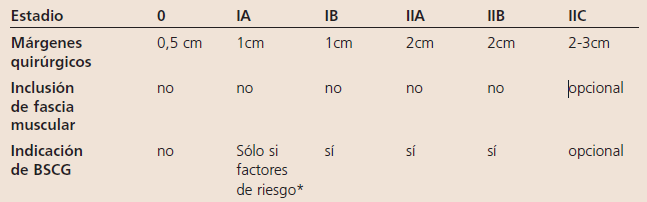 Estadio 0 IA IB IIA IIB IIC
Márgenes 0,5 cm 1cm 1cm 2cm 2cm 2-3cm
quirúrgicos
Inclusión no no no no no opcional
de fascia
muscular
Indicación no Sólo si sí sí sí opcional
de BSCG factores
de riesgo*